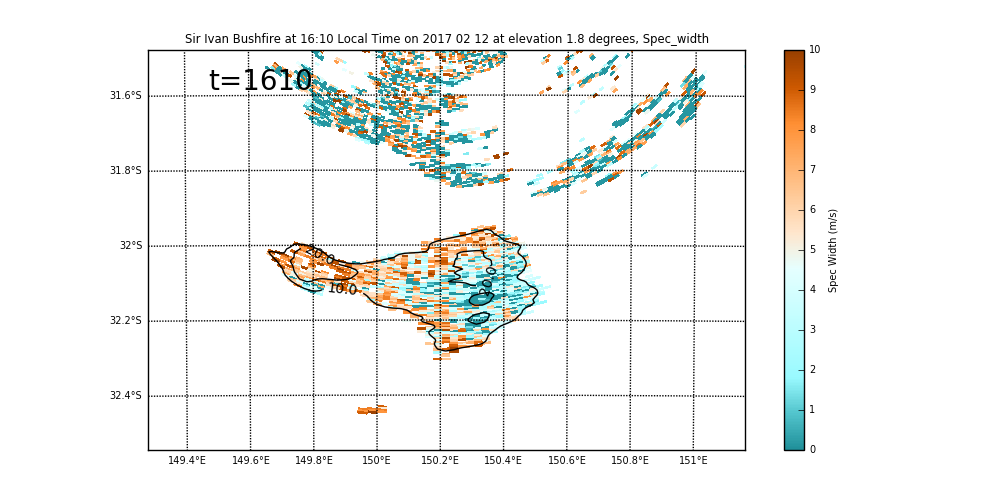 Sir Ivan Bushfire at 16:10 Local Time on 2017 02 12 at elevation 1.8 degrees, Spec_width
t=1610
31.6°S
31.8°S
32°S
32.2°S
32.4°S
149.4°E 149.6°E 149.8°E 150°E 150.2°E 150.4°E 150.6°E 150.8°E 151°E
20.0
10.0
20.0
10
9
8
7
6
5
4
3
2
1
0
Spec Width (m/s)